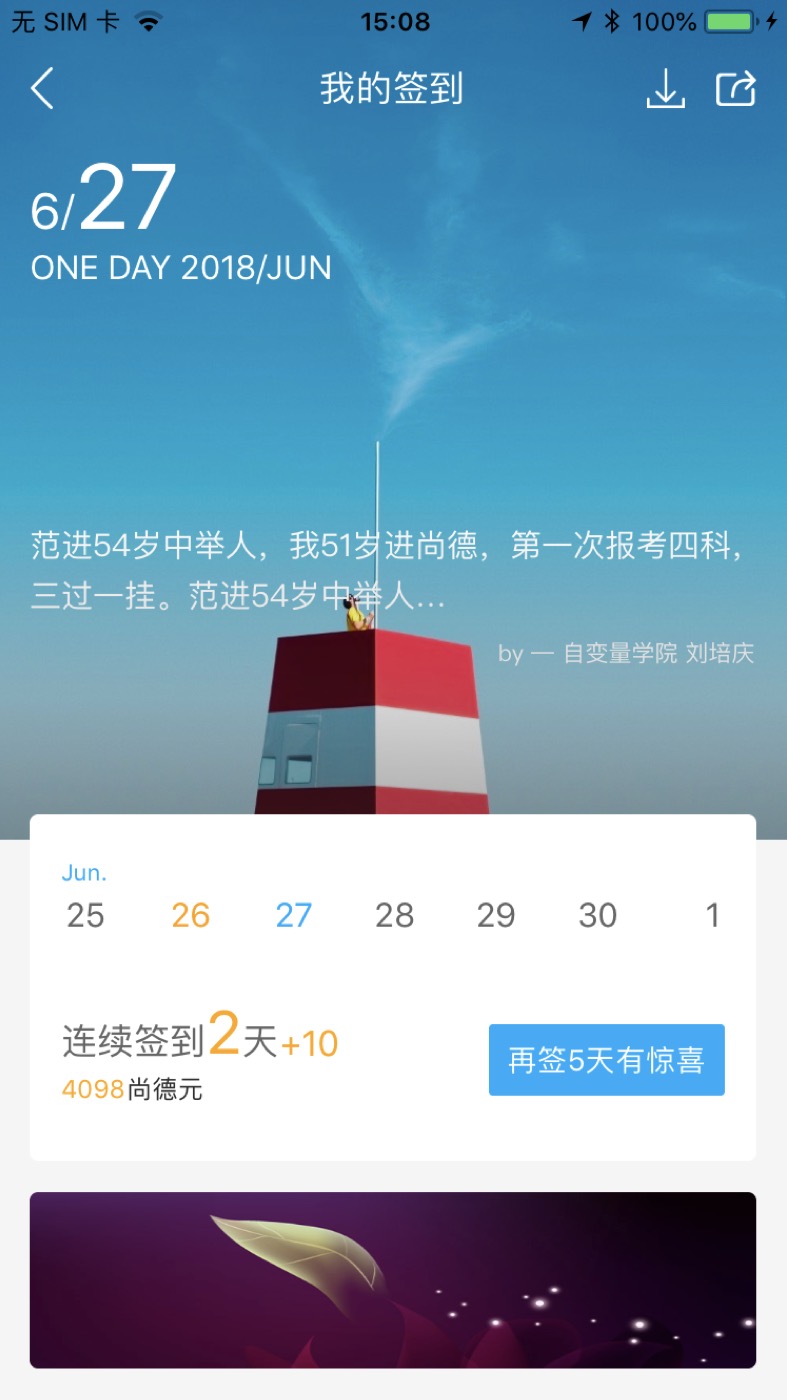 无 SIM 卡 15:08 100%
我的签到
6/27
ONE DAY 2018/JUN
范进54岁中举人，我51岁进尚德，第一次报考四科，
三过一挂。范进54岁中举人...
by — 自变量学院 刘培庆
Jun.
25 26 27 28 29 30 1
连续签到2天+10
4098尚德元
再签5天有惊喜